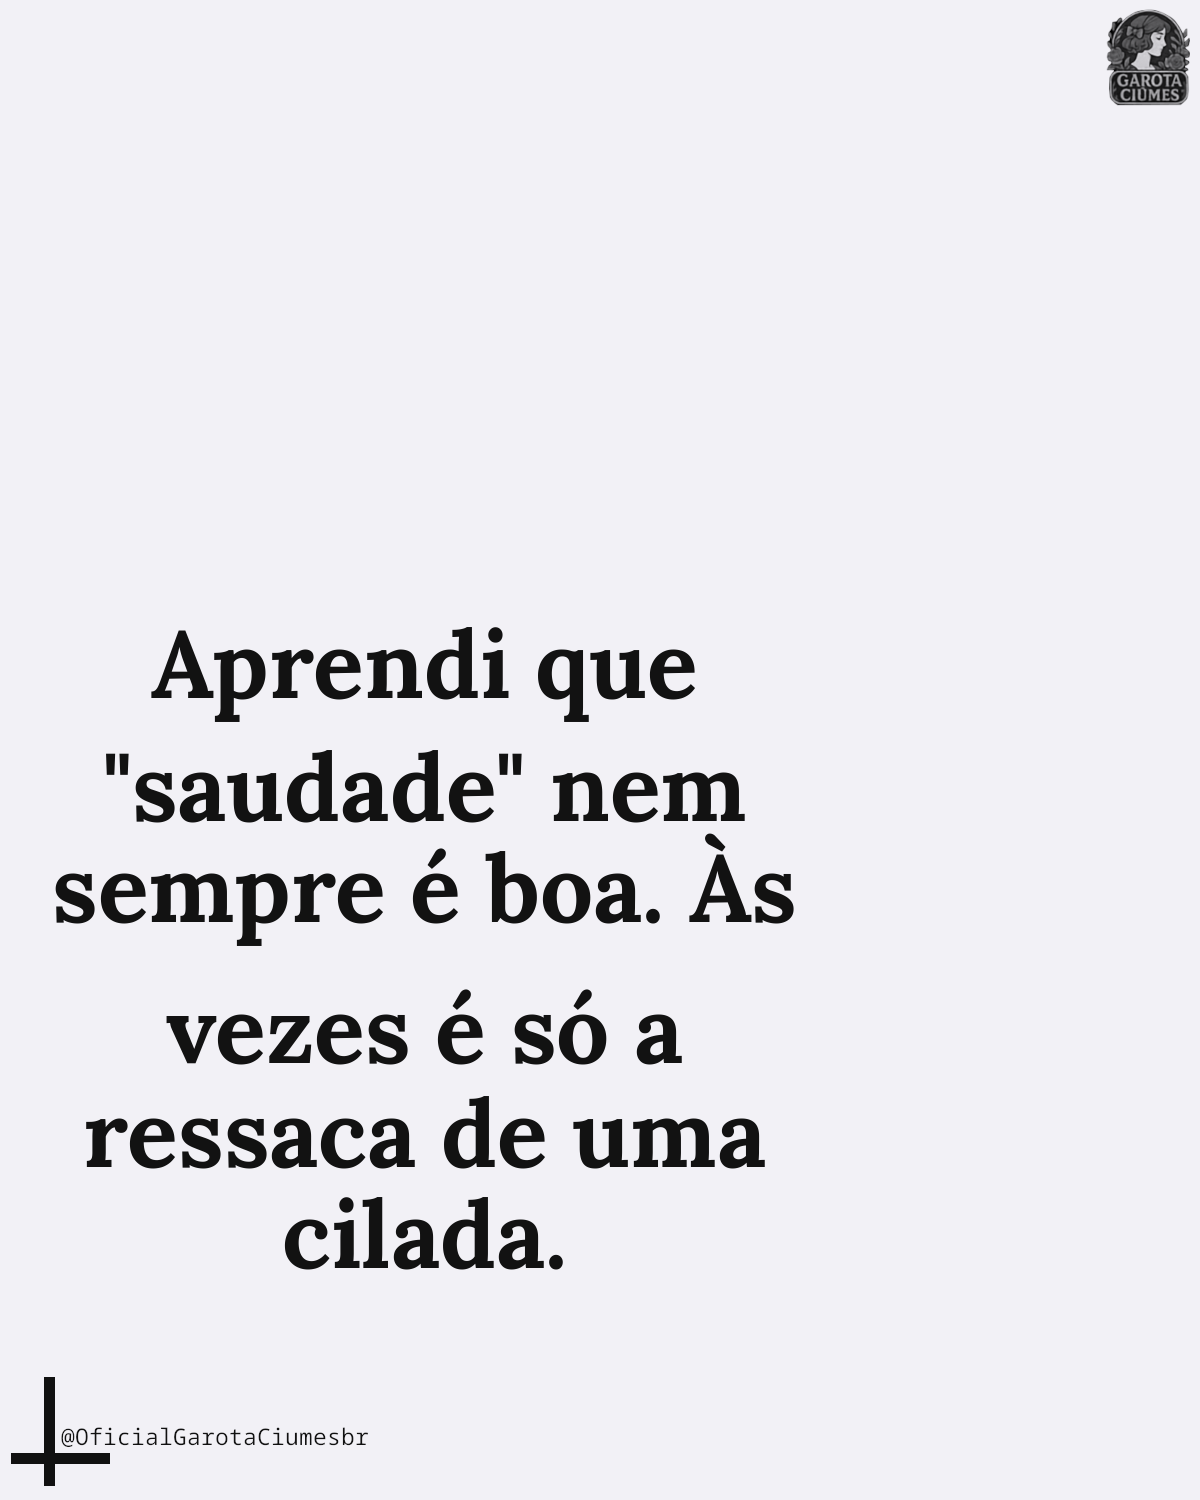 GAROTA
CIÚMES
Aprendi que
"saudade" nem
sempre é boa. Às
vezes é só a
ressaca de uma
cilada.
@OficialGarotaCiumesbr